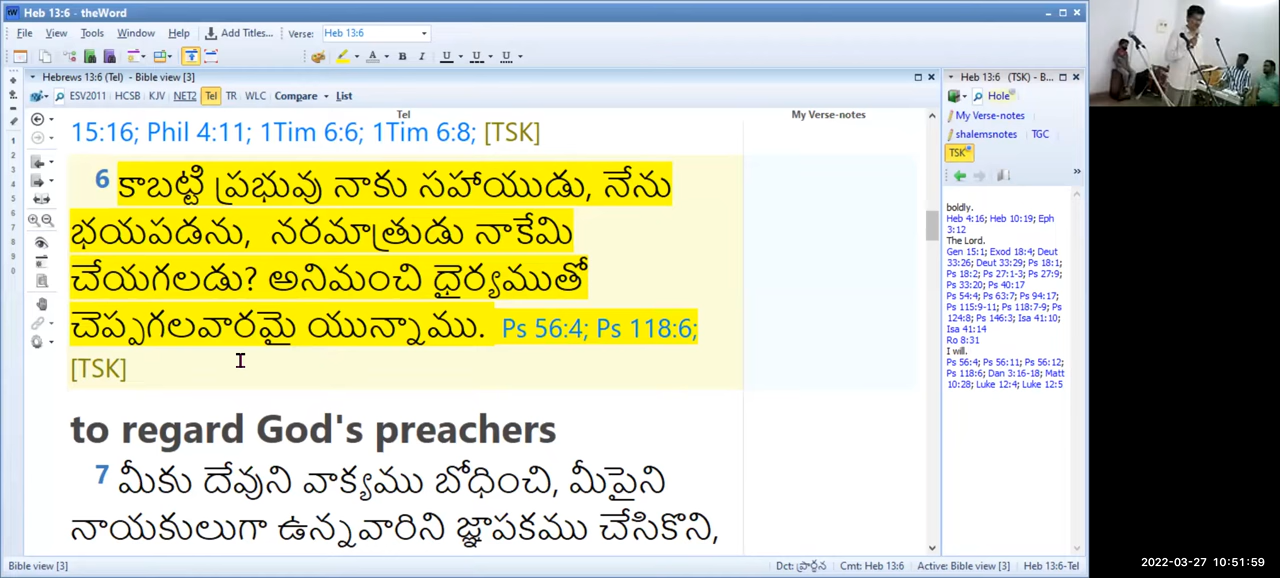 Heb 13:6 - theWord
File View Tools Window Help Add Titles... Verse: Heb 13:6
Hebrews 13:6 (Tel) - Bible view [3]
ESV2011 HCSB KJV NET2 Tel TR WLC Compare List
Tel My Verse-notes
15:16; Phil 4:11; 1Tim 6:6; 1Tim 6:8; [TSK]
6 కాబట్టి ప్రభువు నాకు సహాయుడు, నేను
భయపడను, నరమాత్రుడు నాకేమి
చేయగలడు? అనిమంచి ధైర్యముతో
చెప్పగలవారమై యున్నాము. Ps 56:4; Ps 118:6;
[TSK]
to regard God's preachers
7 మీకు దేవుని వాక్యము బోధించి, మీపైని
నాయకులుగా ఉన్నవారిని జ్ఞాపకము చేసికొని,
Heb 13:6 (TSK) - B...
Hole
My Verse-notes
shalemsnotes TGC
TSK
boldly.
Heb 4:16; Heb 10:19; Eph
3:12
The Lord.
Gen 15:1; Exod 18:4; Deut
33:26; Deut 33:29; Ps 18:1;
Ps 18:2; Ps 27:1-3; Ps 27:9;
Ps 33:20; Ps 40:17
Ps 54:4; Ps 63:7; Ps 94:17;
Ps 115:9-11; Ps 118:7-9; Ps
124:8; Ps 146:3; Isa 41:10;
Isa 41:14
Ro 8:31
I will.
Ps 56:4; Ps 56:11; Ps 56:12;
Ps 118:6; Dan 3:16-18; Matt
10:28; Luke 12:4; Luke 12:5
Bible view [3] Dct: ప్రార్థన Cmt: Heb 13:6 Active: Bible view [3] Heb 13:6-Tel
2022-03-27 10:51:59